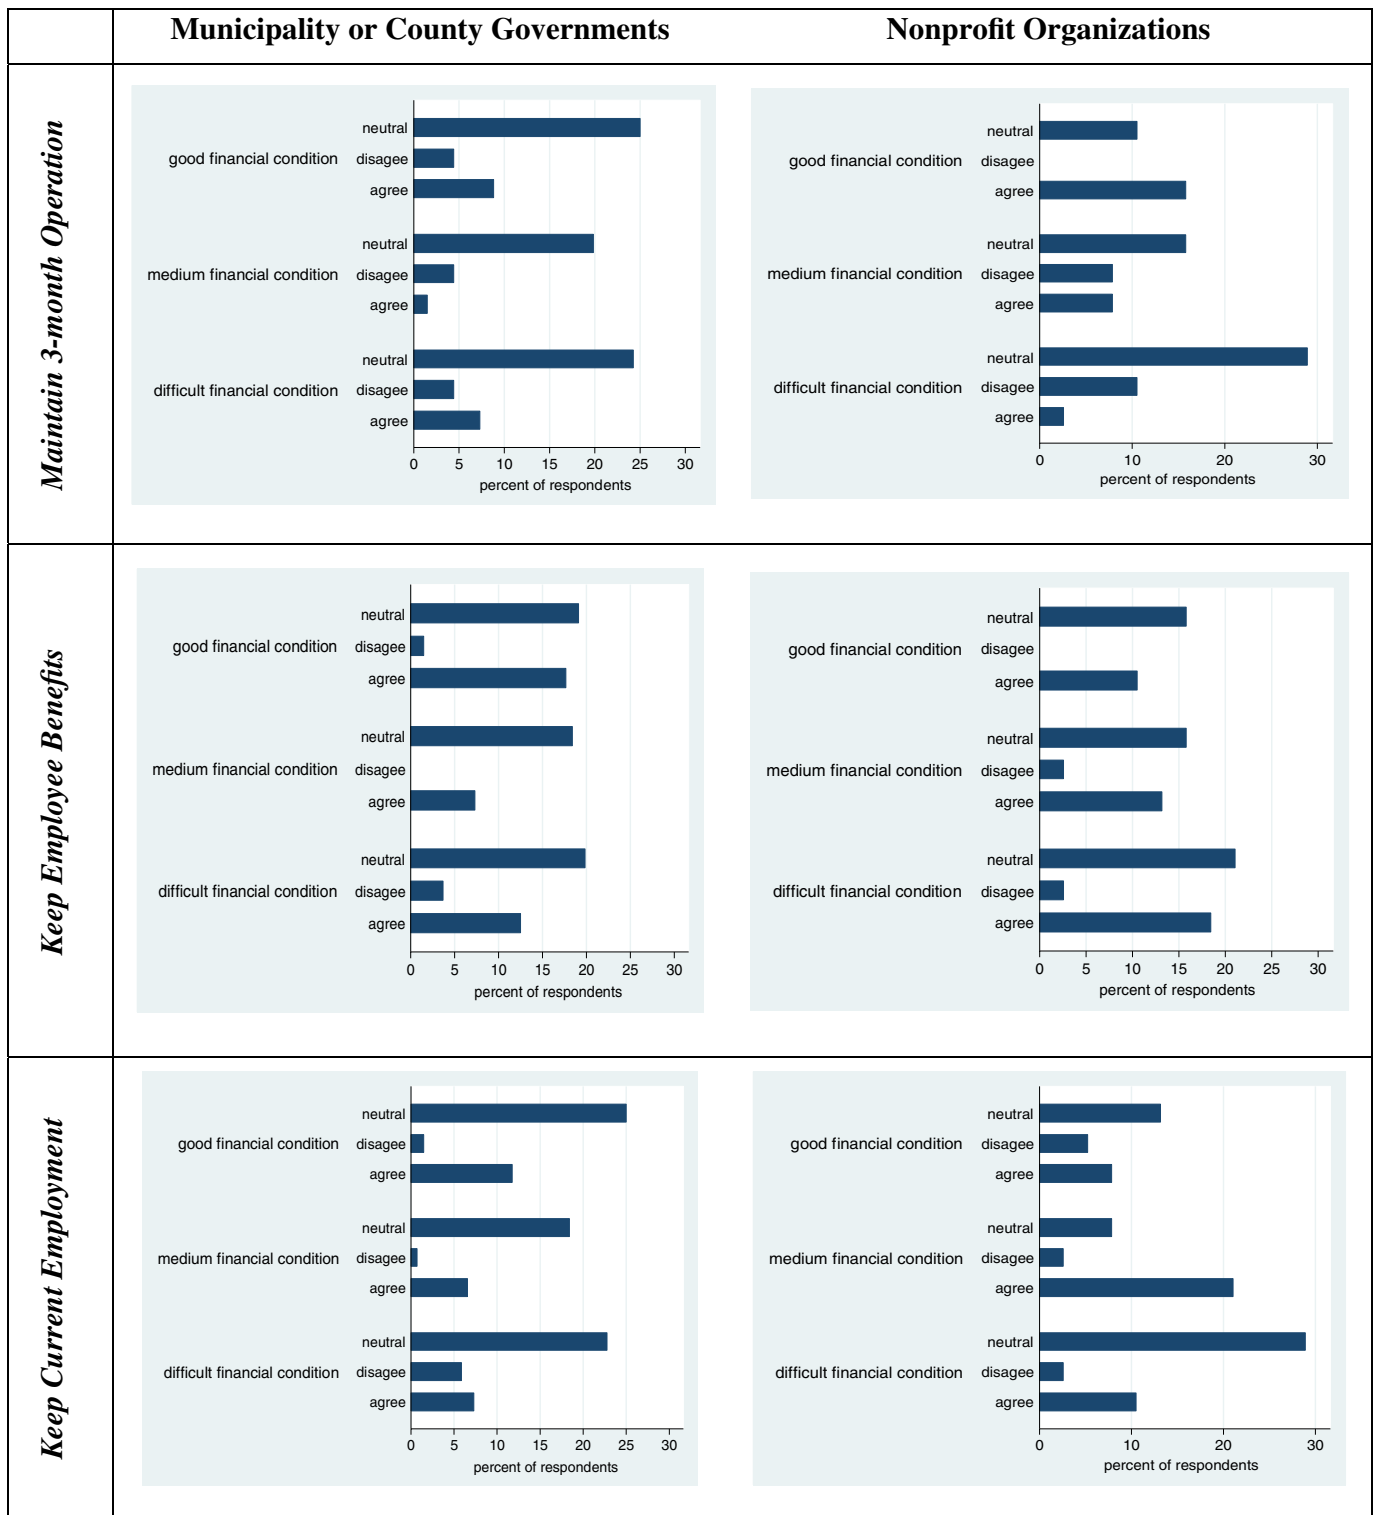 Municipality or County Governments
Nonprofit Organizations
Maintain 3-month Operation
neutral
good financial condition
disagee
agree
neutral
medium financial condition
disagee
agree
neutral
difficult financial condition
disagee
agree
0 5 10 15 20 25 30
percent of respondents
neutral
good financial condition
disagee
agree
neutral
medium financial condition
disagee
agree
neutral
difficult financial condition
disagee
agree
0 10 20 30
percent of respondents
Keep Employee Benefits
neutral
good financial condition
disagee
agree
neutral
medium financial condition
disagee
agree
neutral
difficult financial condition
disagee
agree
0 5 10 15 20 25 30
percent of respondents
neutral
good financial condition
disagee
agree
neutral
medium financial condition
disagee
agree
neutral
difficult financial condition
disagee
agree
0 5 10 15 20 25 30
percent of respondents
Keep Current Employment
neutral
good financial condition
disagee
agree
neutral
medium financial condition
disagee
agree
neutral
difficult financial condition
disagee
agree
0 5 10 15 20 25 30
percent of respondents
neutral
good financial condition
disagee
agree
neutral
medium financial condition
disagee
agree
neutral
difficult financial condition
disagee
agree
0 10 20 30
percent of respondents